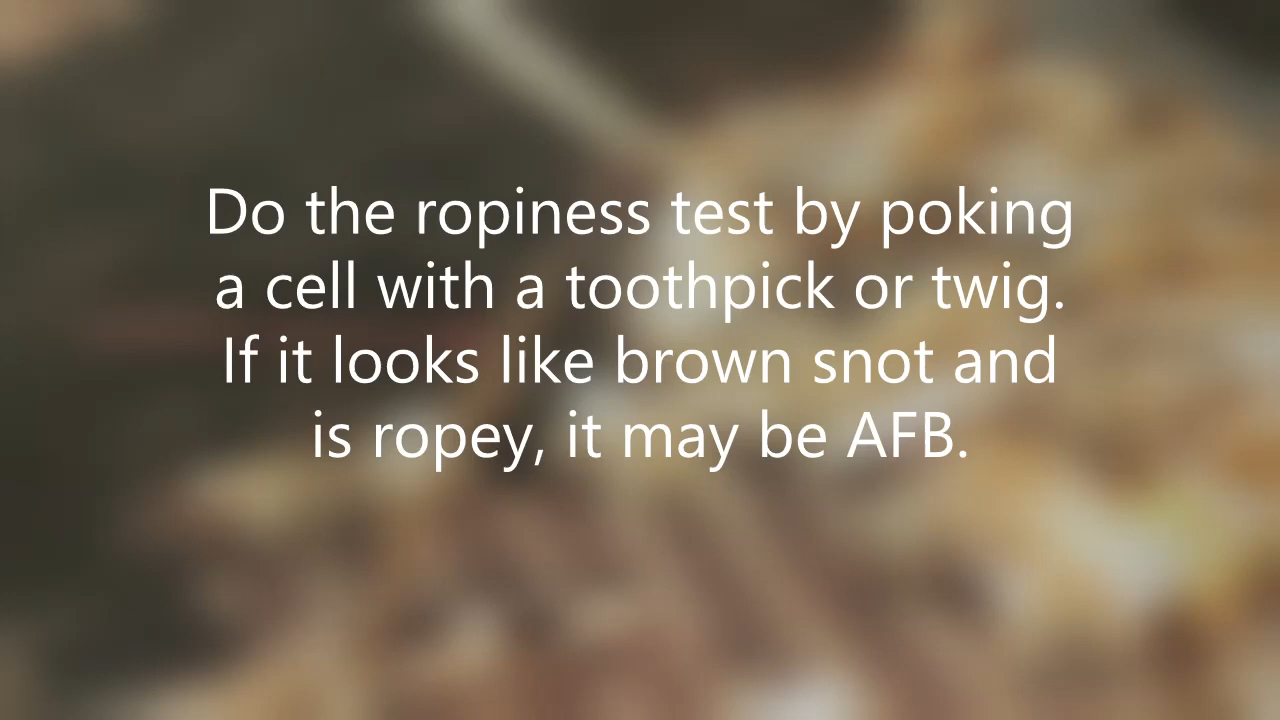 Do the ropiness test by poking
a cell with a toothpick or twig.
If it looks like brown snot and
is ropey, it may be AFB.